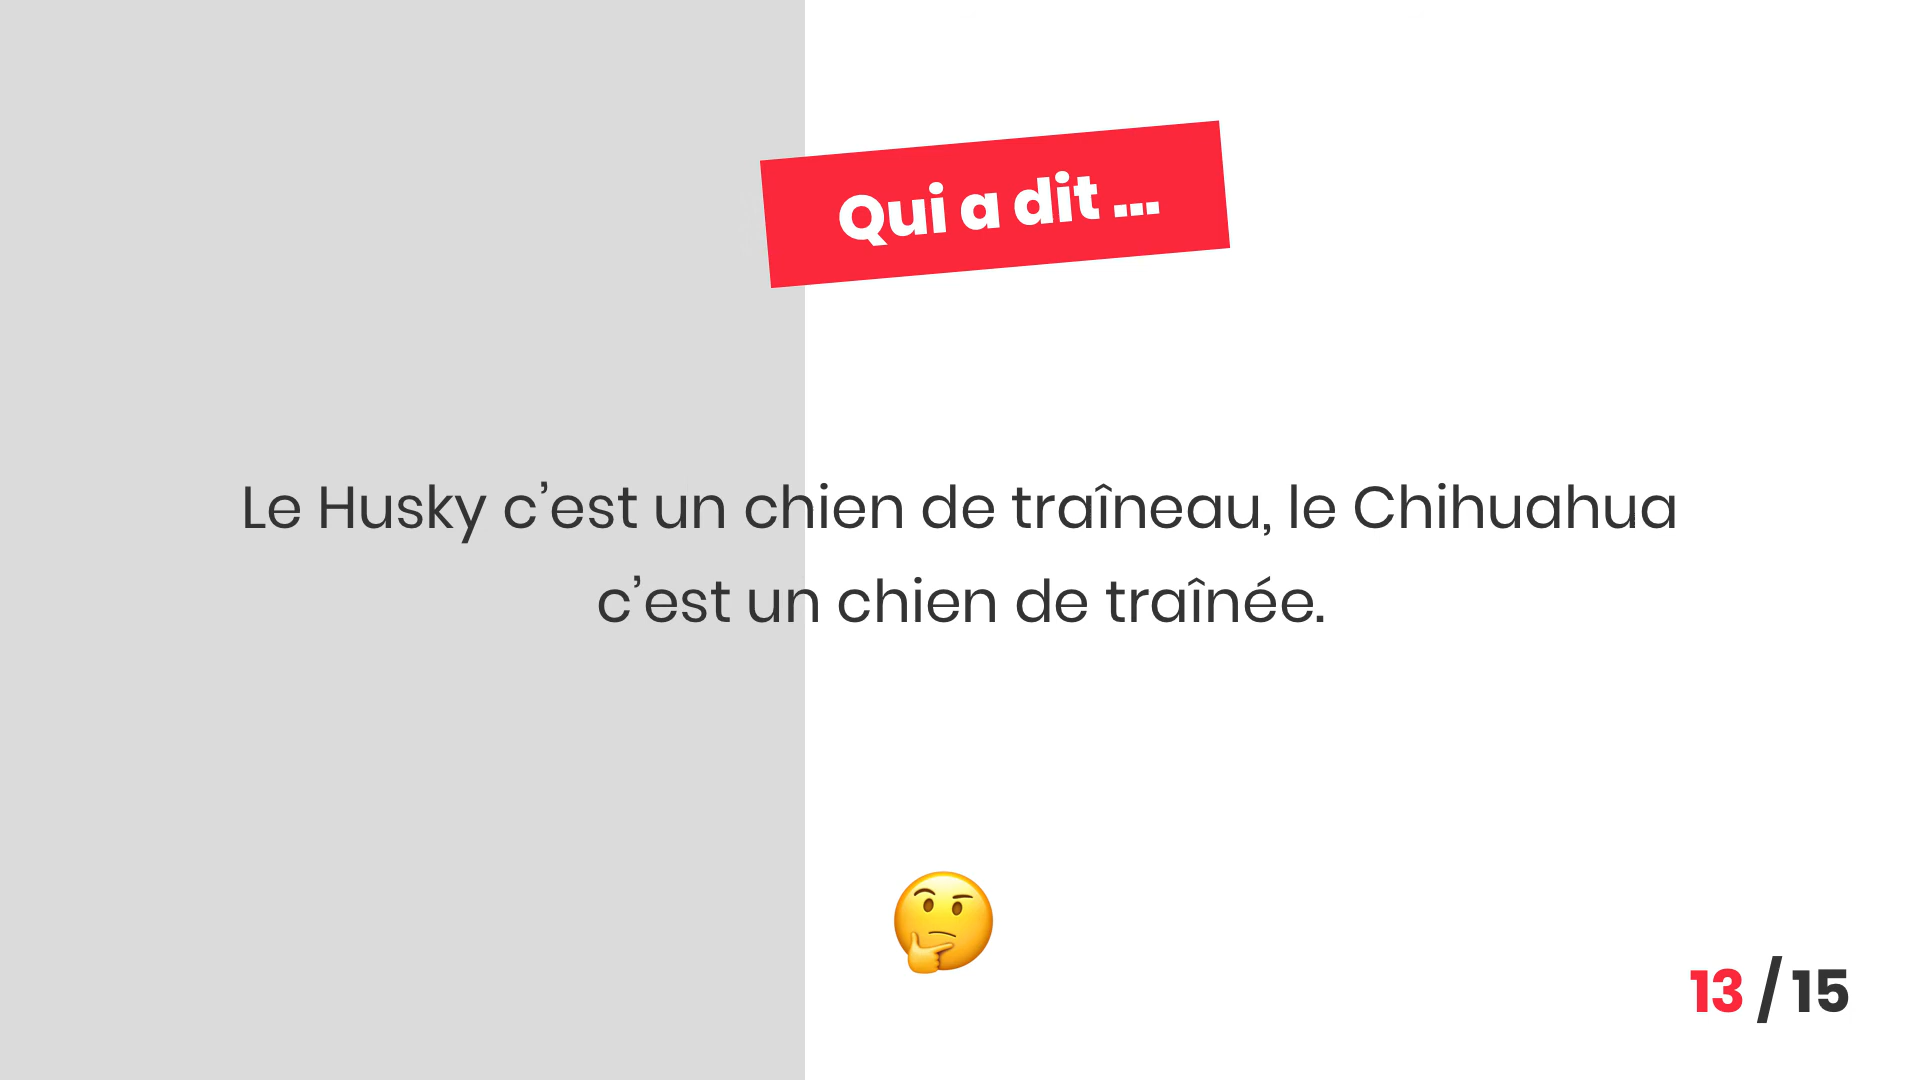 Qui a dit ...
Le Husky c’est un chien de traîneau, le Chihuahua
c’est un chien de traînée.
13 / 15